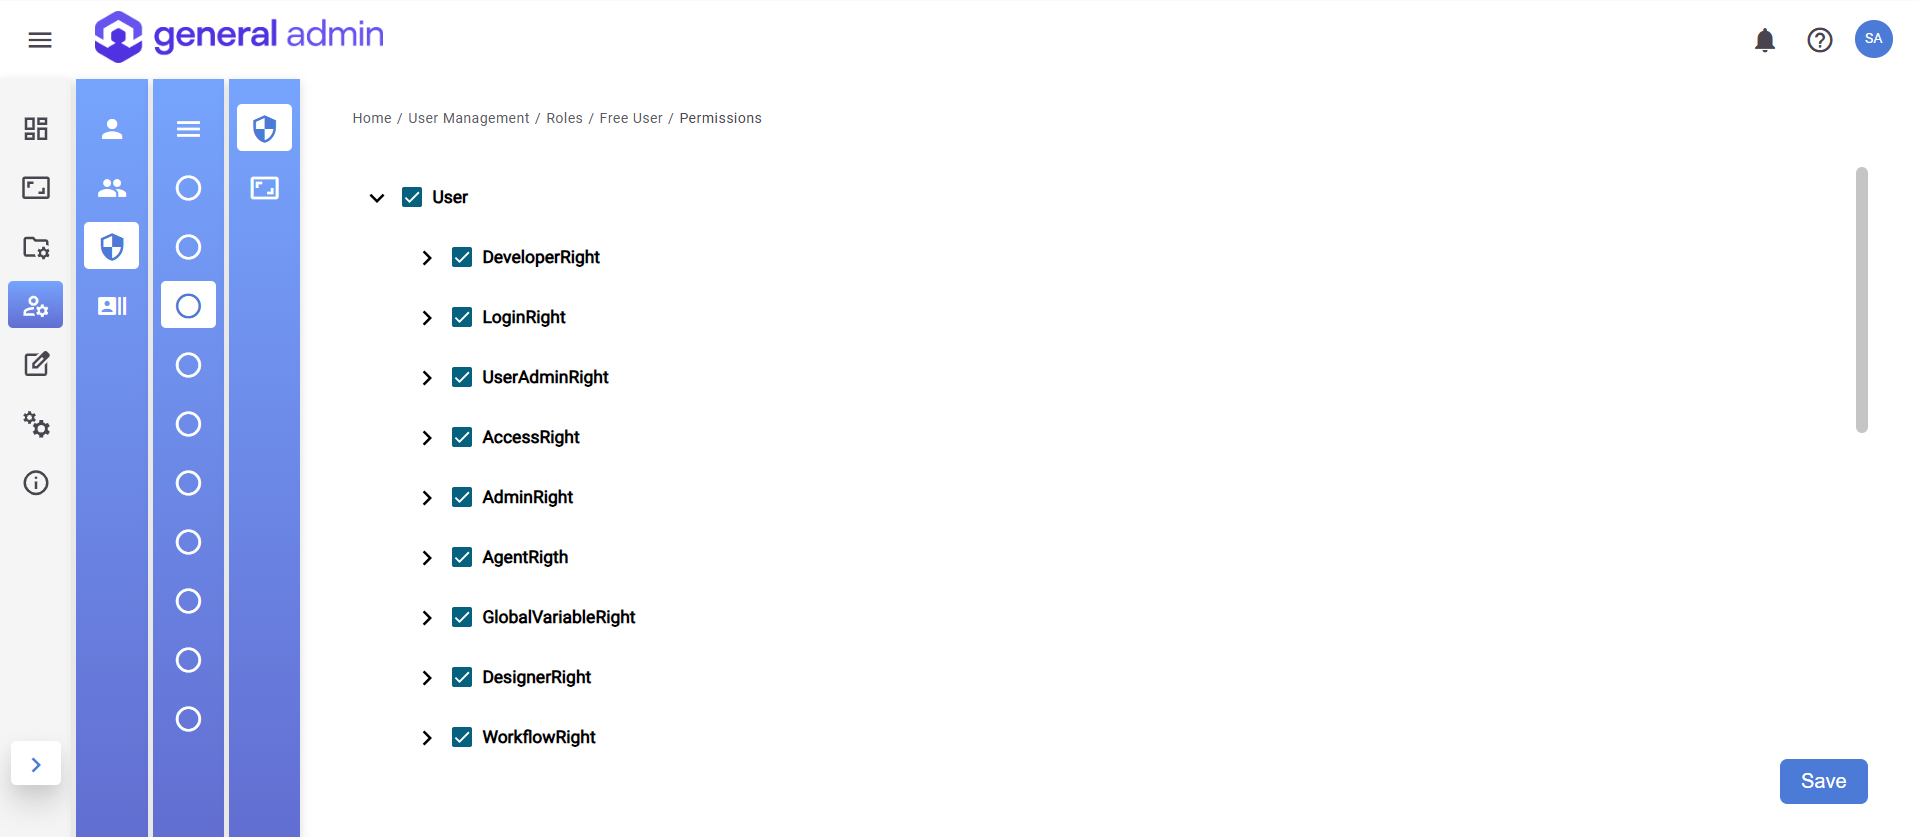 general admin
SA
Home / User Management / Roles / Free User / Permissions
User
DeveloperRight
LoginRight
UserAdminRight
AccessRight
AdminRight
AgentRigth
GlobalVariableRight
DesignerRight
WorkflowRight
Save